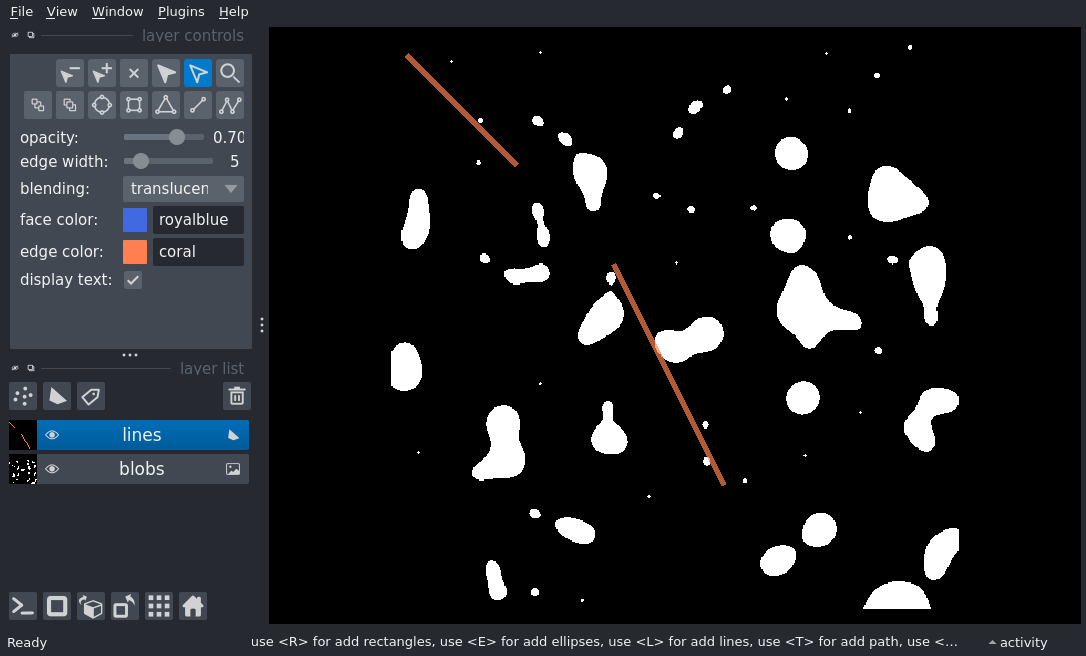 File View Window Plugins Help
layer controls
opacity: 0.70
edge width: 5
blending: translucen
face color: royalblue
edge color: coral
display text:
layer list
lines
blobs
Ready use <R> for add rectangles, use <E> for add ellipses, use <L> for add lines, use <T> for add path, use <... activity